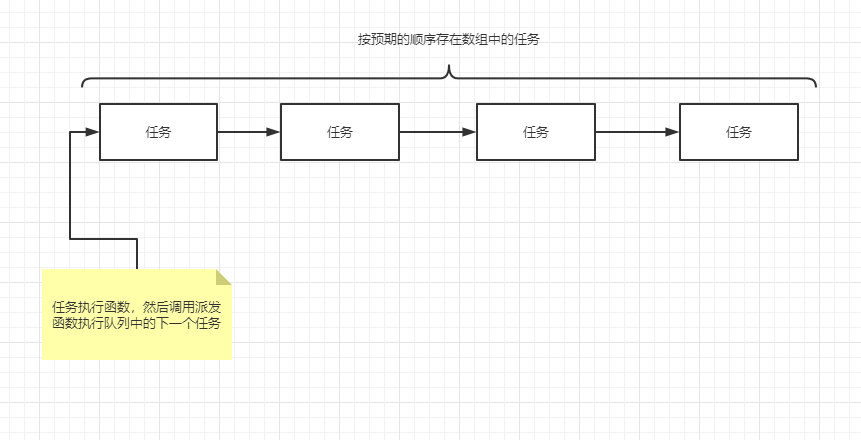 按预期的顺序存在数组中的任务
任务
任务
任务
任务
任务执行函数，然后调用派发
函数执行队列中的下一个任务